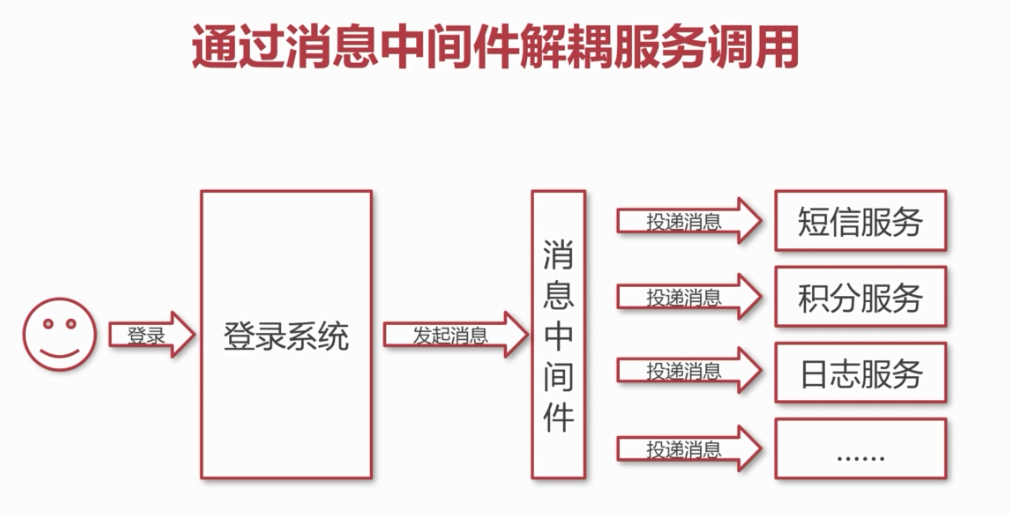 通过消息中间件解耦服务调用
登录
登录系统
发起消息
消息中间件
投递消息
短信服务
投递消息
积分服务
投递消息
日志服务
投递消息
......